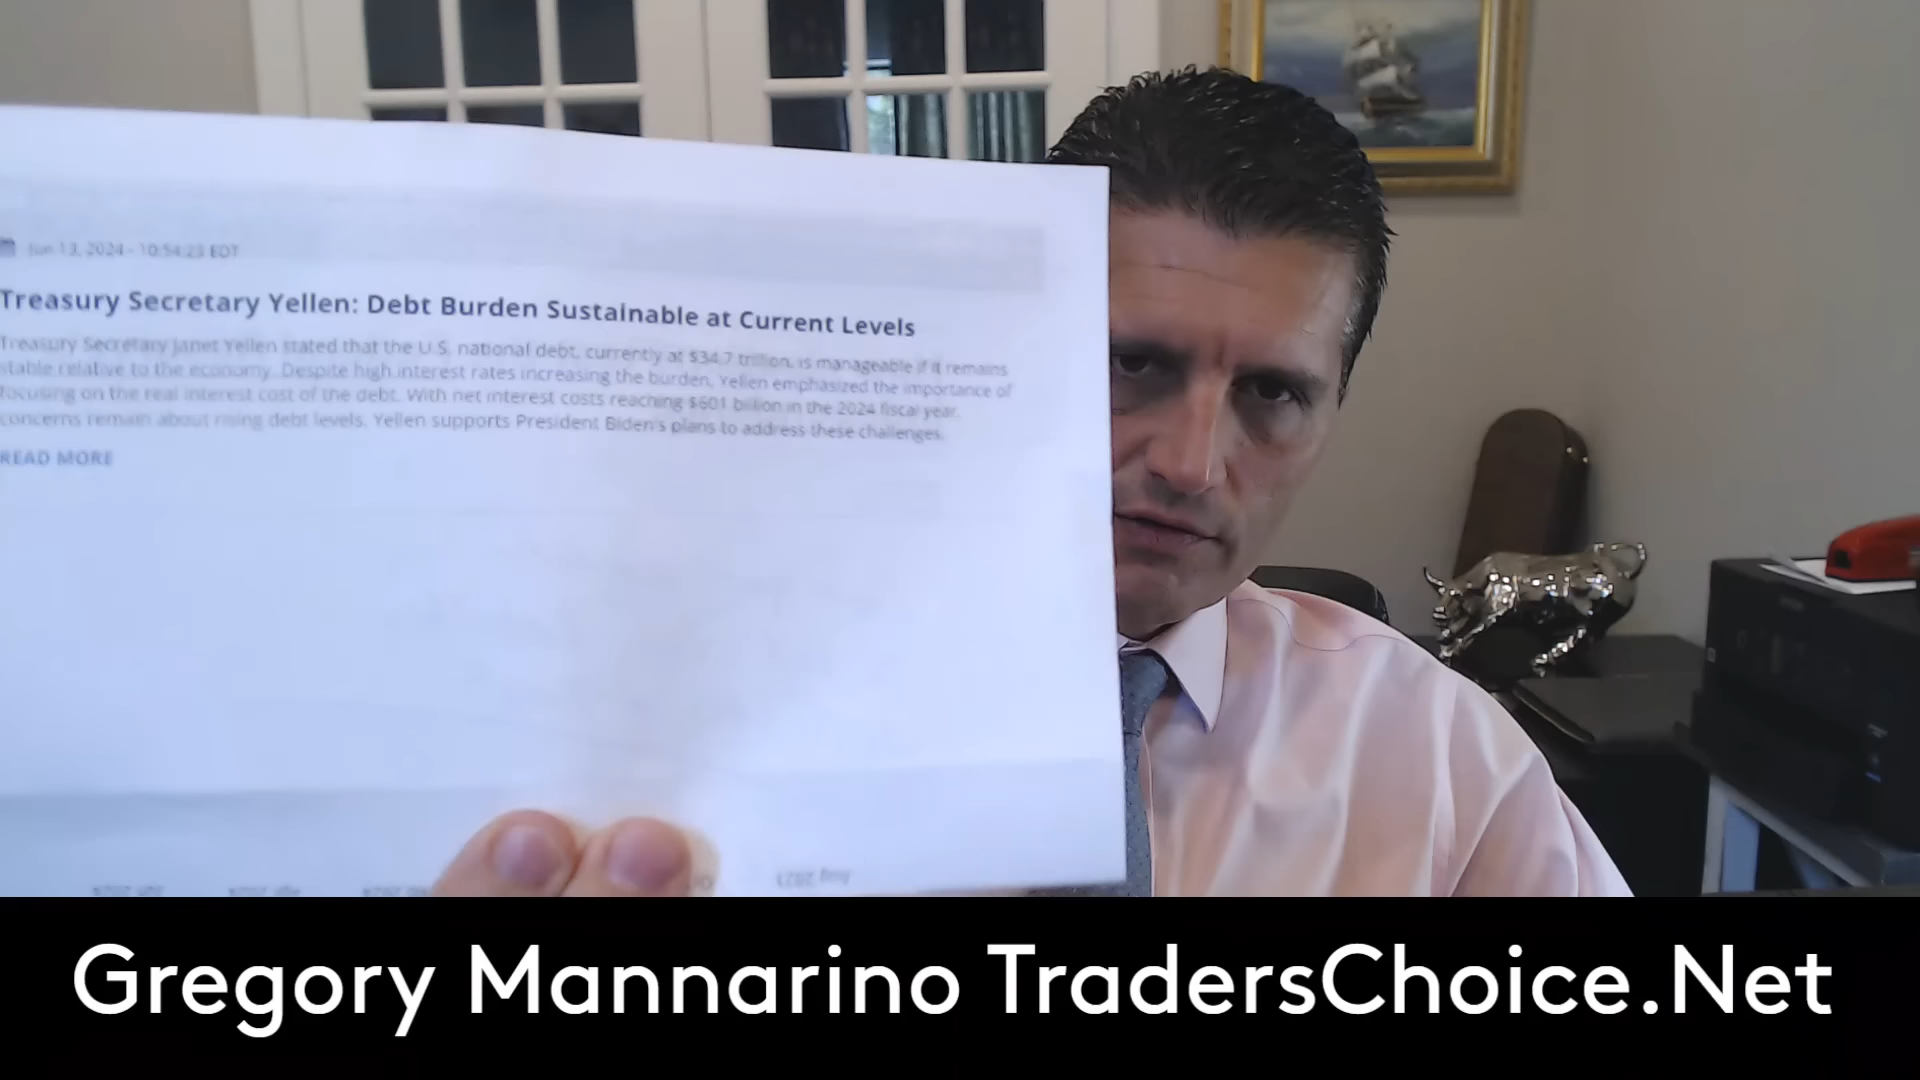 Jun 13, 2024 - 10:54:23 EDT
Treasury Secretary Yellen: Debt Burden Sustainable at Current Levels
Treasury Secretary Janet Yellen stated that the U.S. national debt, currently at $34.7 trillion, is manageable if it remains
stable relative to the economy. Despite high interest rates increasing the burden, Yellen emphasized the importance of
focusing on the real interest cost of the debt. With net interest costs reaching $601 billion in the 2024 fiscal year,
concerns remain about rising debt levels. Yellen supports President Biden's plans to address these challenges.
READ MORE
Gregory Mannarino TradersChoice.Net